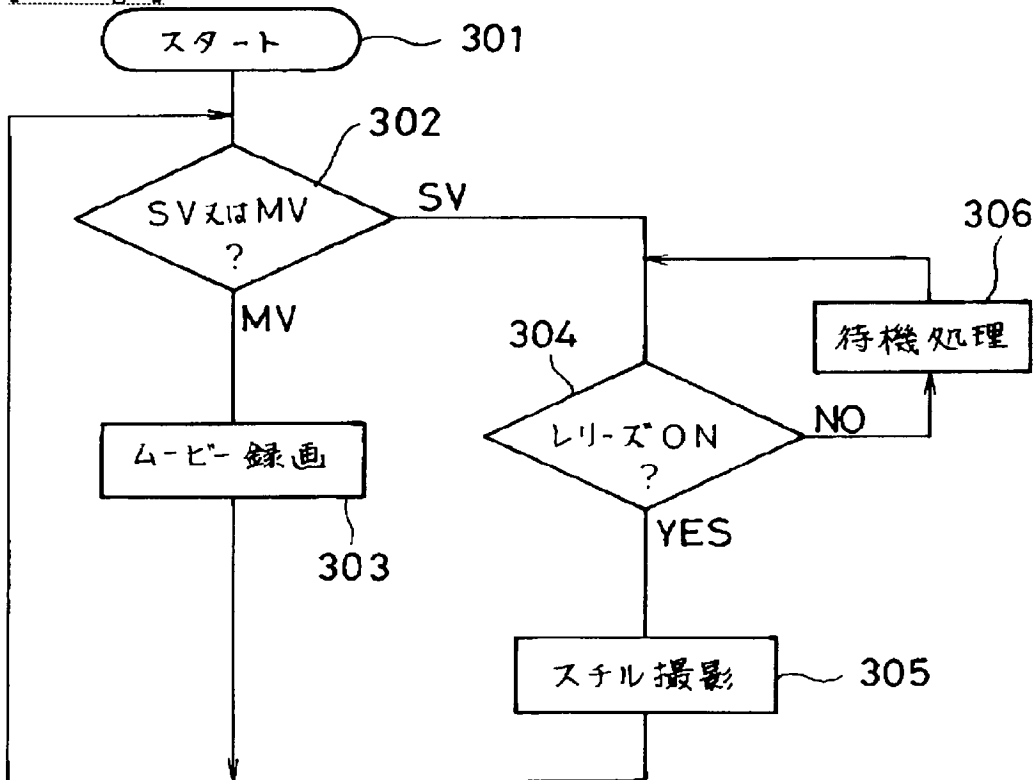 スタート
301
302
SV又はMV
?
SV
MV
306
待機処理
304
レリーズON
?
NO
YES
ムービー録画
303
スチル撮影
305